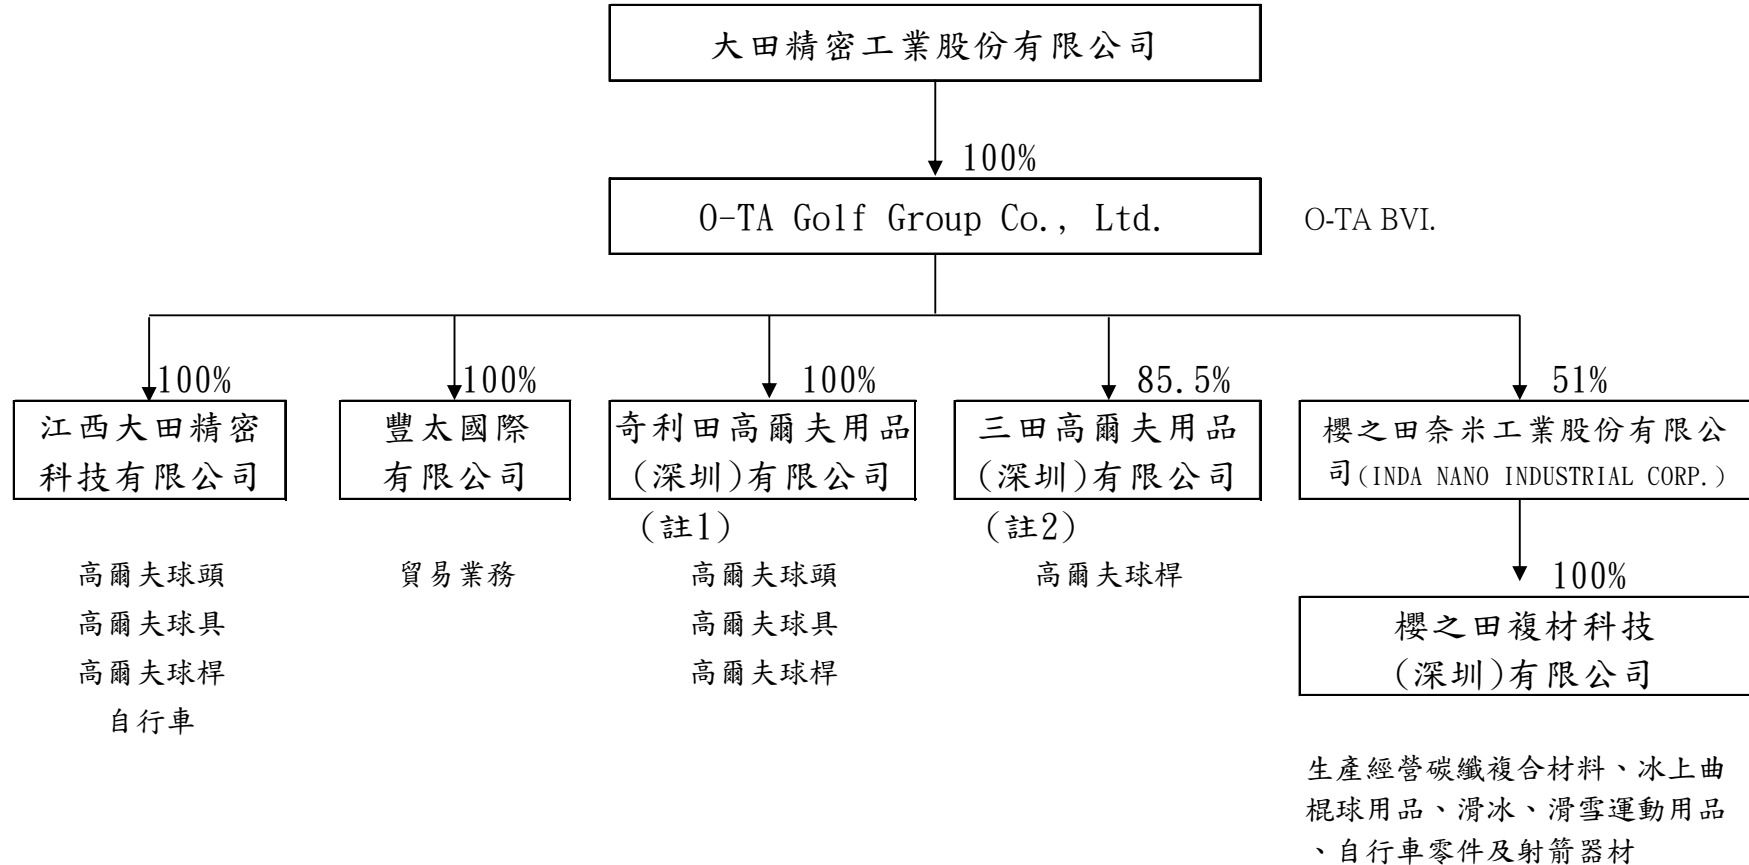 大田精密工業股份有限公司
100%
O-TA Golf Group Co., Ltd.
O-TA BVI.
100%
江西大田精密
科技有限公司
高爾夫球頭
高爾夫球具
高爾夫球桿
自行車
100%
豐太國際
有限公司
貿易業務
100%
奇利田高爾夫用品
(深圳)有限公司
(註1)
高爾夫球頭
高爾夫球具
高爾夫球桿
85.5%
三田高爾夫用品
(深圳)有限公司
(註2)
高爾夫球桿
51%
櫻之田奈米工業股份有限公
司(INDA NANO INDUSTRIAL CORP.)
100%
櫻之田複材科技
(深圳)有限公司
生產經營碳纖複合材料、冰上曲
棍球用品、滑冰、滑雪運動用品
、自行車零件及射箭器材